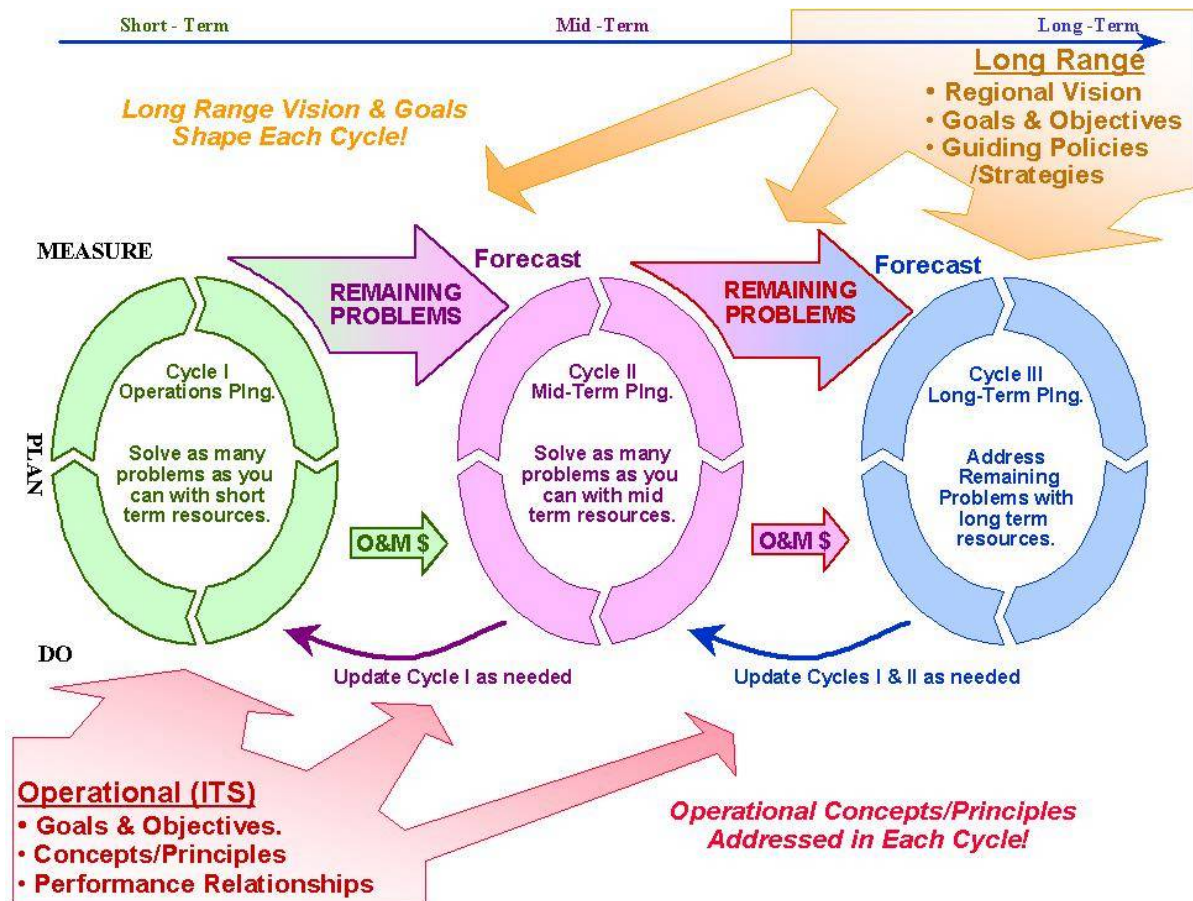 Short - Term
Mid -Term
Long -Term
Long Range
• Regional Vision
• Goals & Objectives
• Guiding Policies
/Strategies
Long Range Vision & Goals
Shape Each Cycle!
MEASURE
Forecast
Forecast
REMAINING
PROBLEMS
REMAINING
PROBLEMS
Cycle I
Operations Plng.
Solve as many
problems as you
can with short
term resources.
Cycle II
Mid-Term Plng.
Solve as many
problems as you
can with mid
term resources.
Cycle III
Long-Term Plng.
Address
Remaining
Problems with
long term
resources.
PLAN
O&M $
O&M $
DO
Update Cycle I as needed
Update Cycles I & II as needed
Operational (ITS)
• Goals & Objectives.
• Concepts/Principles
• Performance Relationships
Operational Concepts/Principles
Addressed in Each Cycle!